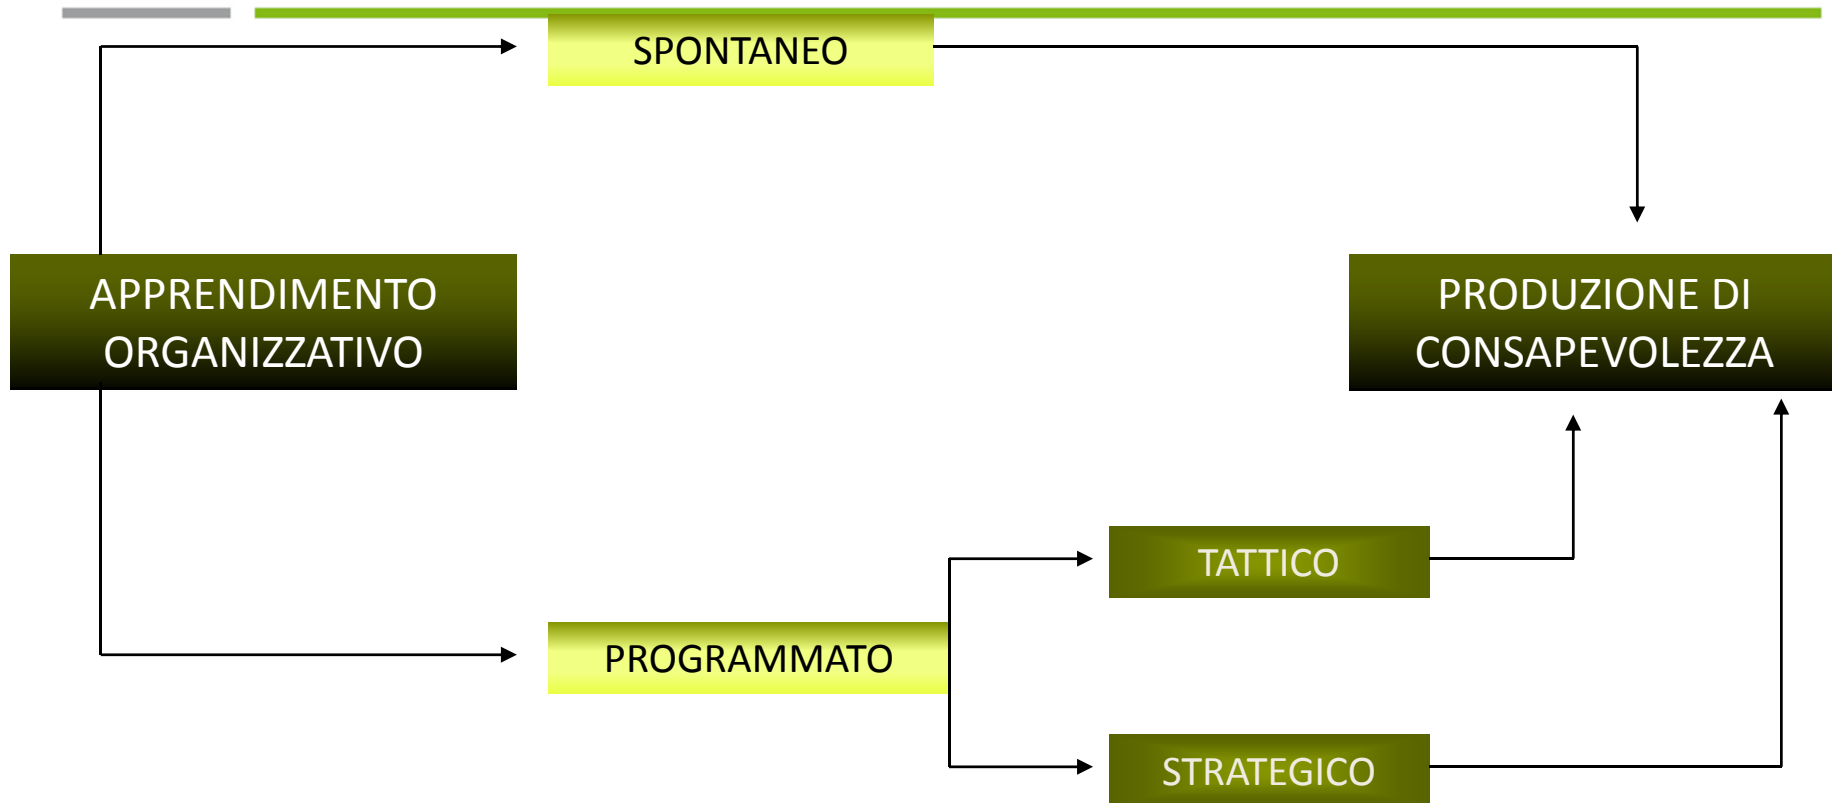 SPONTANEO
APPRENDIMENTO
ORGANIZZATIVO
PRODUZIONE DI
CONSAPEVOLEZZA
TATTICO
PROGRAMMATO
STRATEGICO